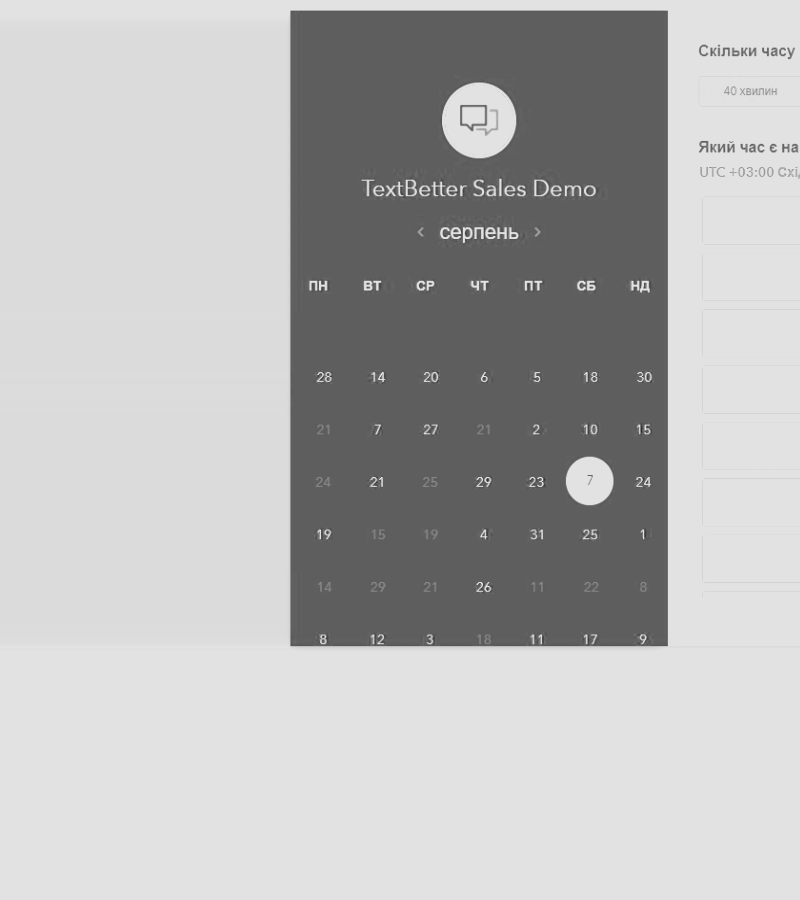 TextBetter Sales Demo
серпень
ПН ВТ СР ЧТ ПТ СБ НД
28 14 20 6 5 18 30
21 7 27 21 2 10 15
24 21 25 29 23 7 24
19 15 19 4 31 25 1
14 29 21 26 11 22 8
8 12 3 18 11 17 9
Скільки часу
40 хвилин
Який час є на
UTC +03:00 Схі